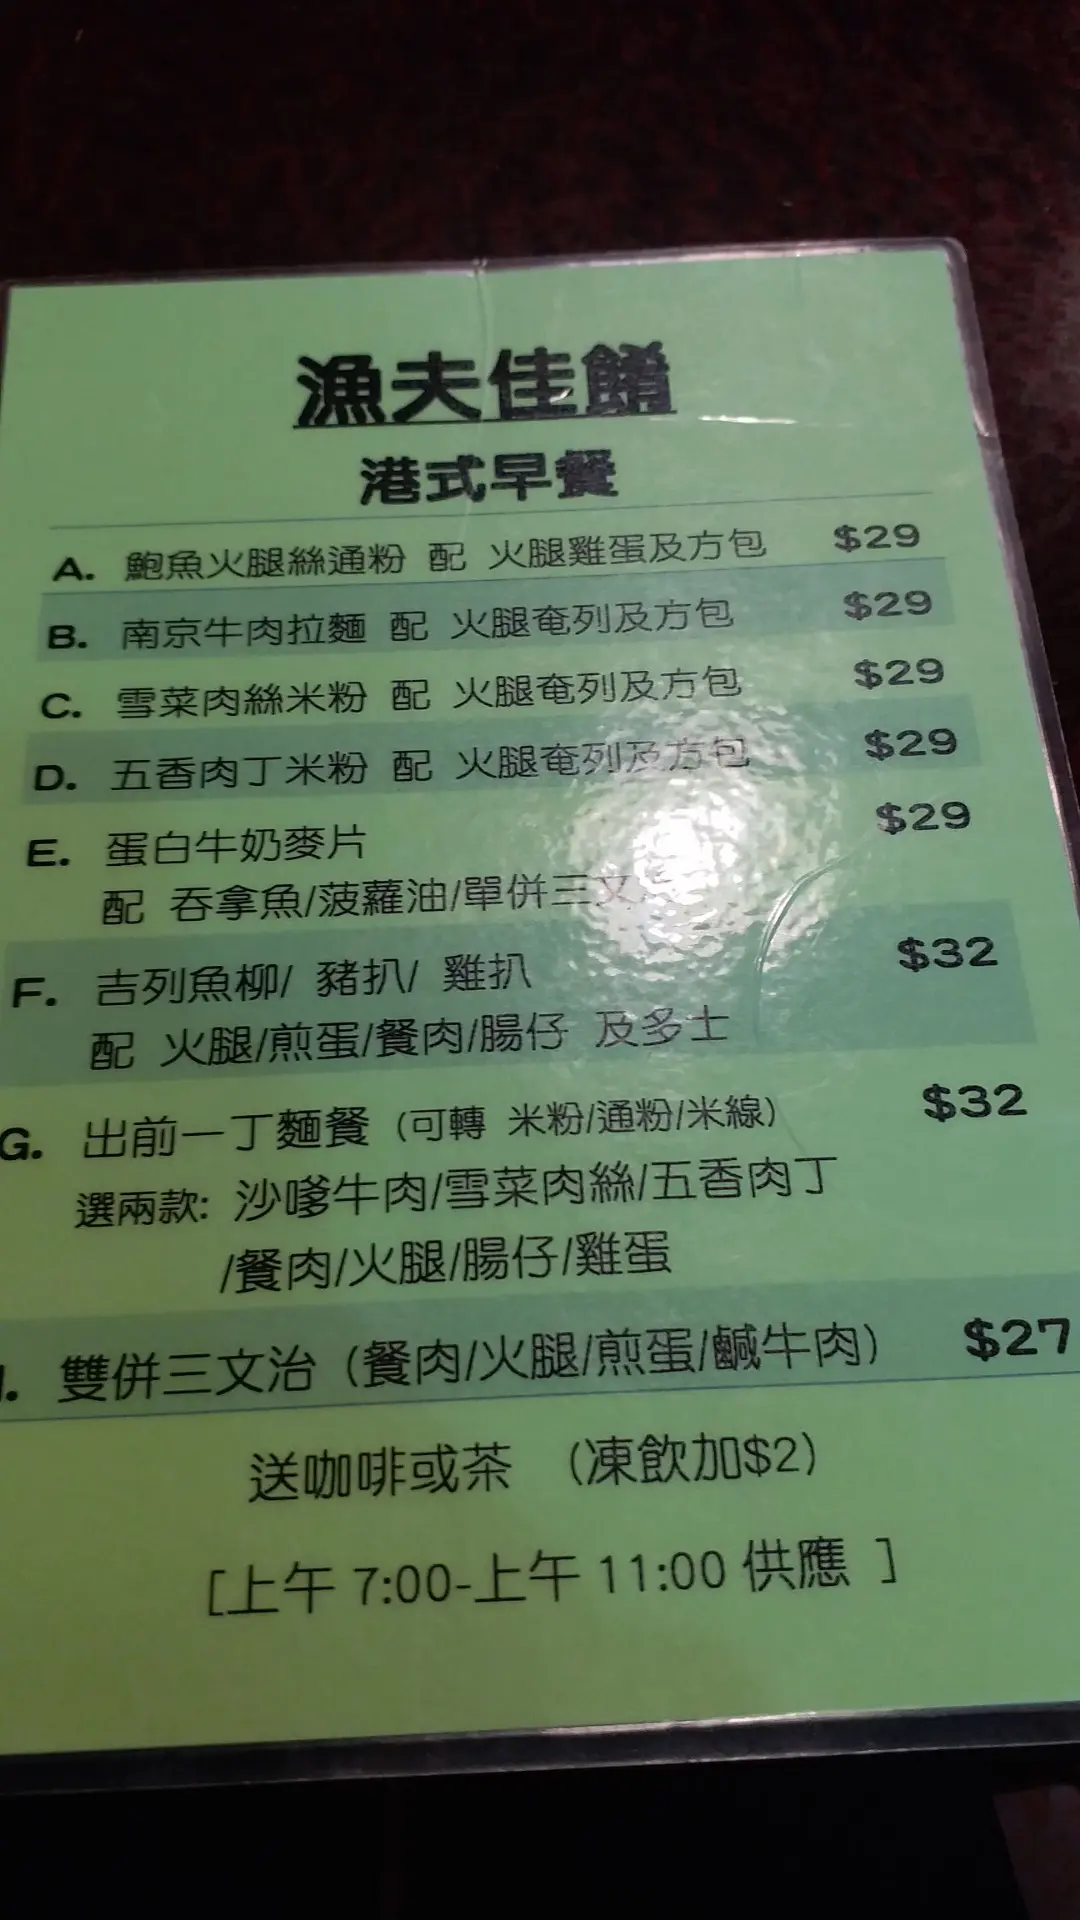 漁夫佳餚
港式早餐
A. 鮑魚火腿絲通粉 配 火腿雞蛋及方包 $29
B. 南京牛肉拉麵 配 火腿奄列及方包 $29
C. 雪菜肉絲米粉 配 火腿奄列及方包 $29
D. 五香肉丁米粉 配 火腿奄列及方包 $29
E. 蛋白牛奶麥片 $29
配 吞拿魚/菠蘿油/單併三文
F. 吉列魚柳/ 豬扒/ 雞扒 $32
配 火腿/煎蛋/餐肉/腸仔 及多士
G. 出前一丁麵餐 (可轉 米粉/通粉/米線) $32
選兩款: 沙嗲牛肉/雪菜肉絲/五香肉丁
/餐肉/火腿/腸仔/雞蛋
雙併三文治 (餐肉/火腿/煎蛋/鹹牛肉) $27
送咖啡或茶 (凍飲加$2)
[上午 7:00-上午 11:00 供應 ]